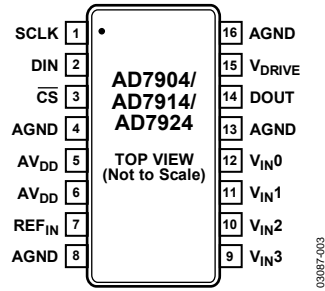 SCLK 1
DIN 2
CS 3
AGND 4
AVDD 5
AVDD 6
REFIN 7
AGND 8
AD7904/
AD7914/
AD7924
TOP VIEW
(Not to Scale)
16 AGND
15 VDRIVE
14 DOUT
13 AGND
12 VIN0
11 VIN1
10 VIN2
9 VIN3
03087-003